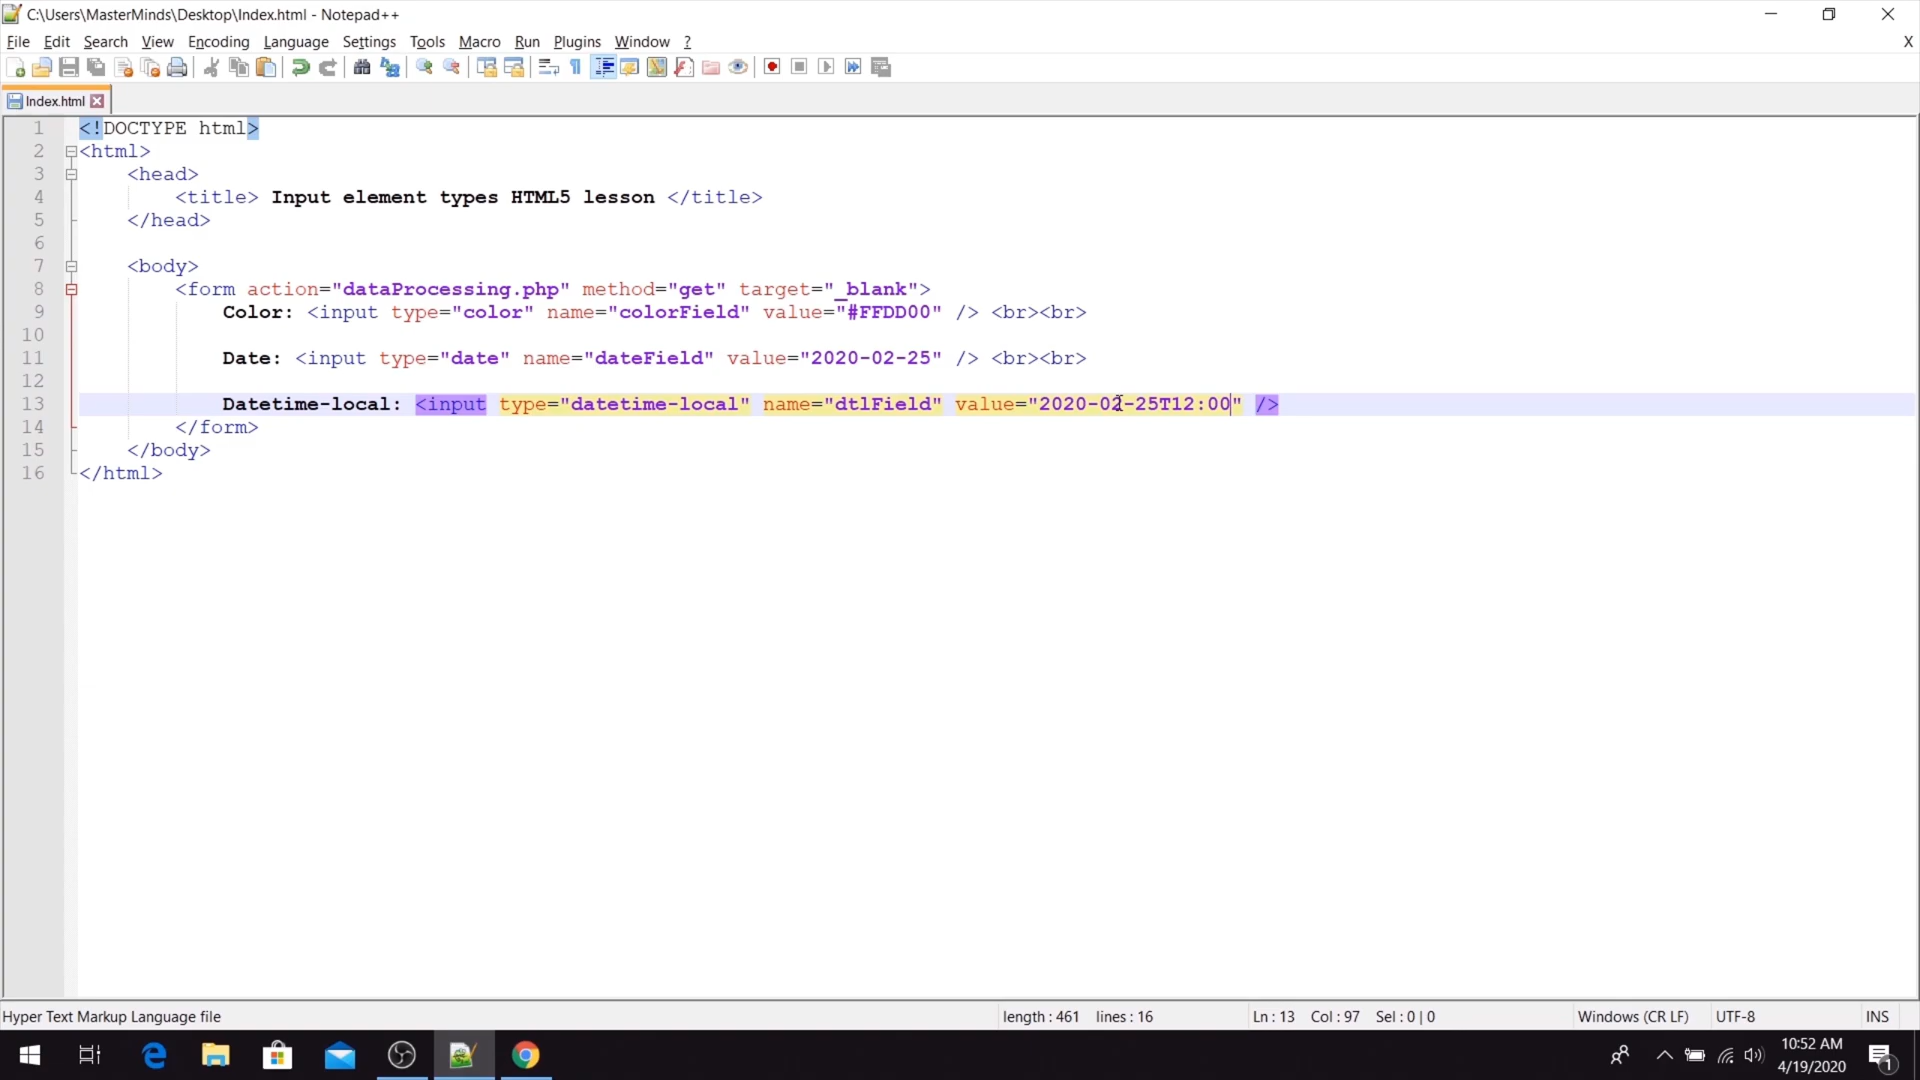 C:\Users\MasterMinds\Desktop\Index.html - Notepad++
File Edit Search View Encoding Language Settings Tools Macro Run Plugins Window ? X
Index.html
1 <!DOCTYPE html>
2 <html>
3 <head>
4 <title> Input element types HTML5 lesson </title>
5 </head>
6
7 <body>
8 <form action="dataProcessing.php" method="get" target="_blank">
9 Color: <input type="color" name="colorField" value="#FFDD00" /> <br><br>
10
11 Date: <input type="date" name="dateField" value="2020-02-25" /> <br><br>
12
13 Datetime-local: <input type="datetime-local" name="dtlField" value="2020-02-25T12:00" />
14 </form>
15 </body>
16 </html>
Hyper Text Markup Language file length : 461 lines : 16 Ln : 13 Col : 97 Sel : 0 | 0 Windows (CR LF) UTF-8 INS
10:52 AM
4/19/2020
1